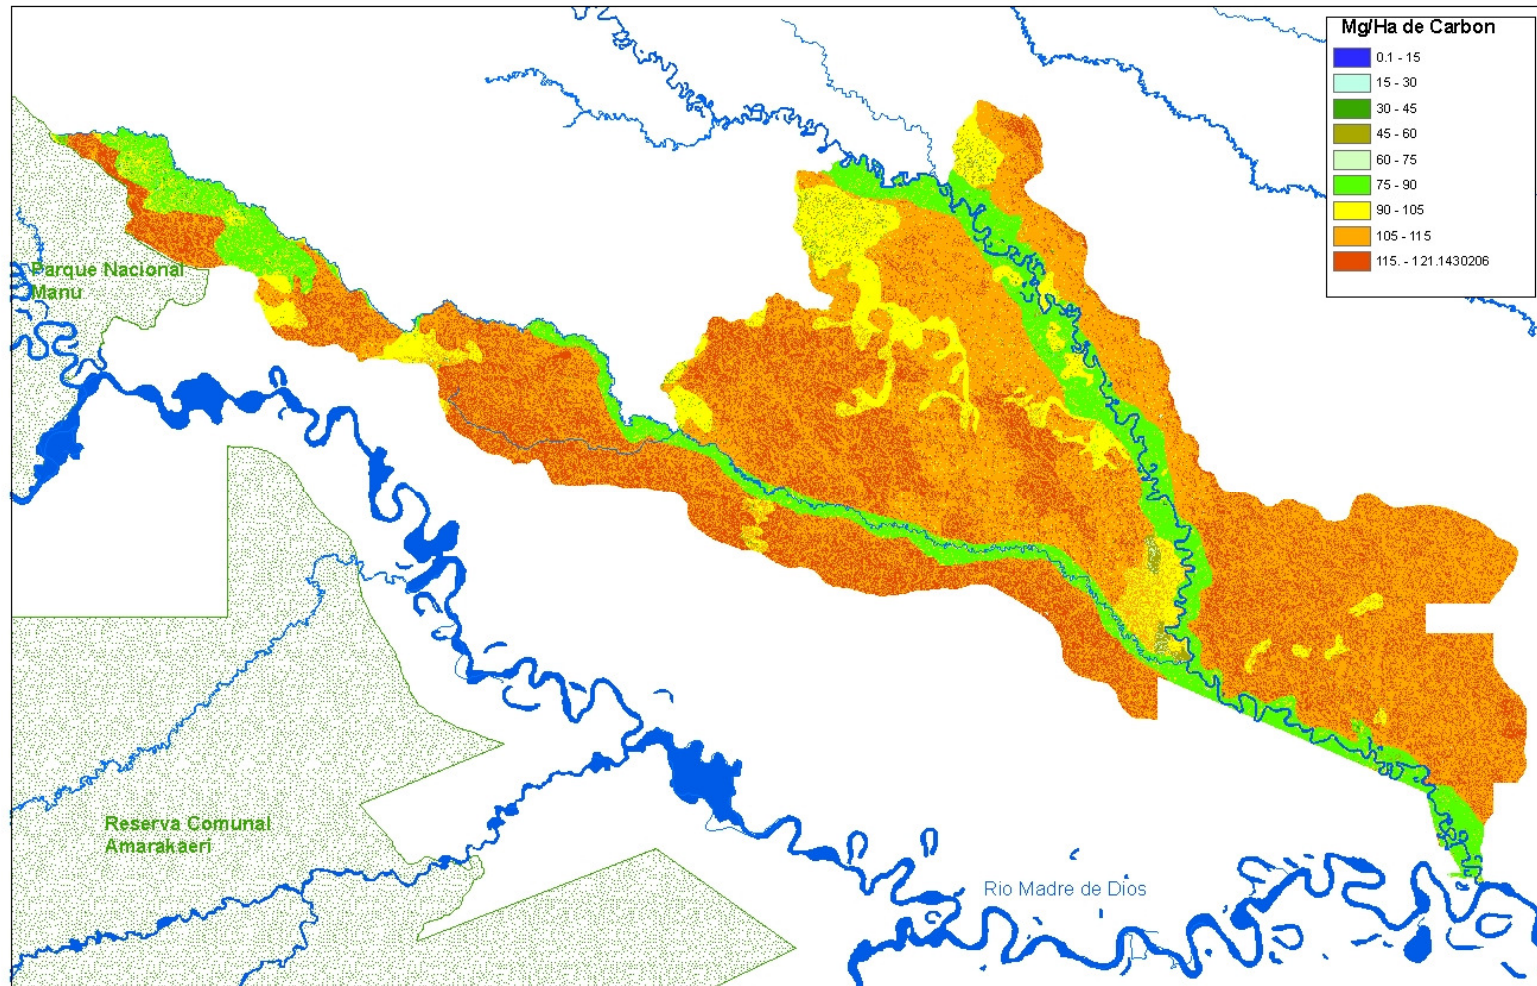 Mg/Ha de Carbon
0.1 - 15
15 - 30
30 - 45
45 - 60
60 - 75
75 - 90
90 - 105
105 - 115
115. - 121.1430206
Parque Nacional
Manu
Reserva Comunal
Amarakaeri
Rio Madre de Dios